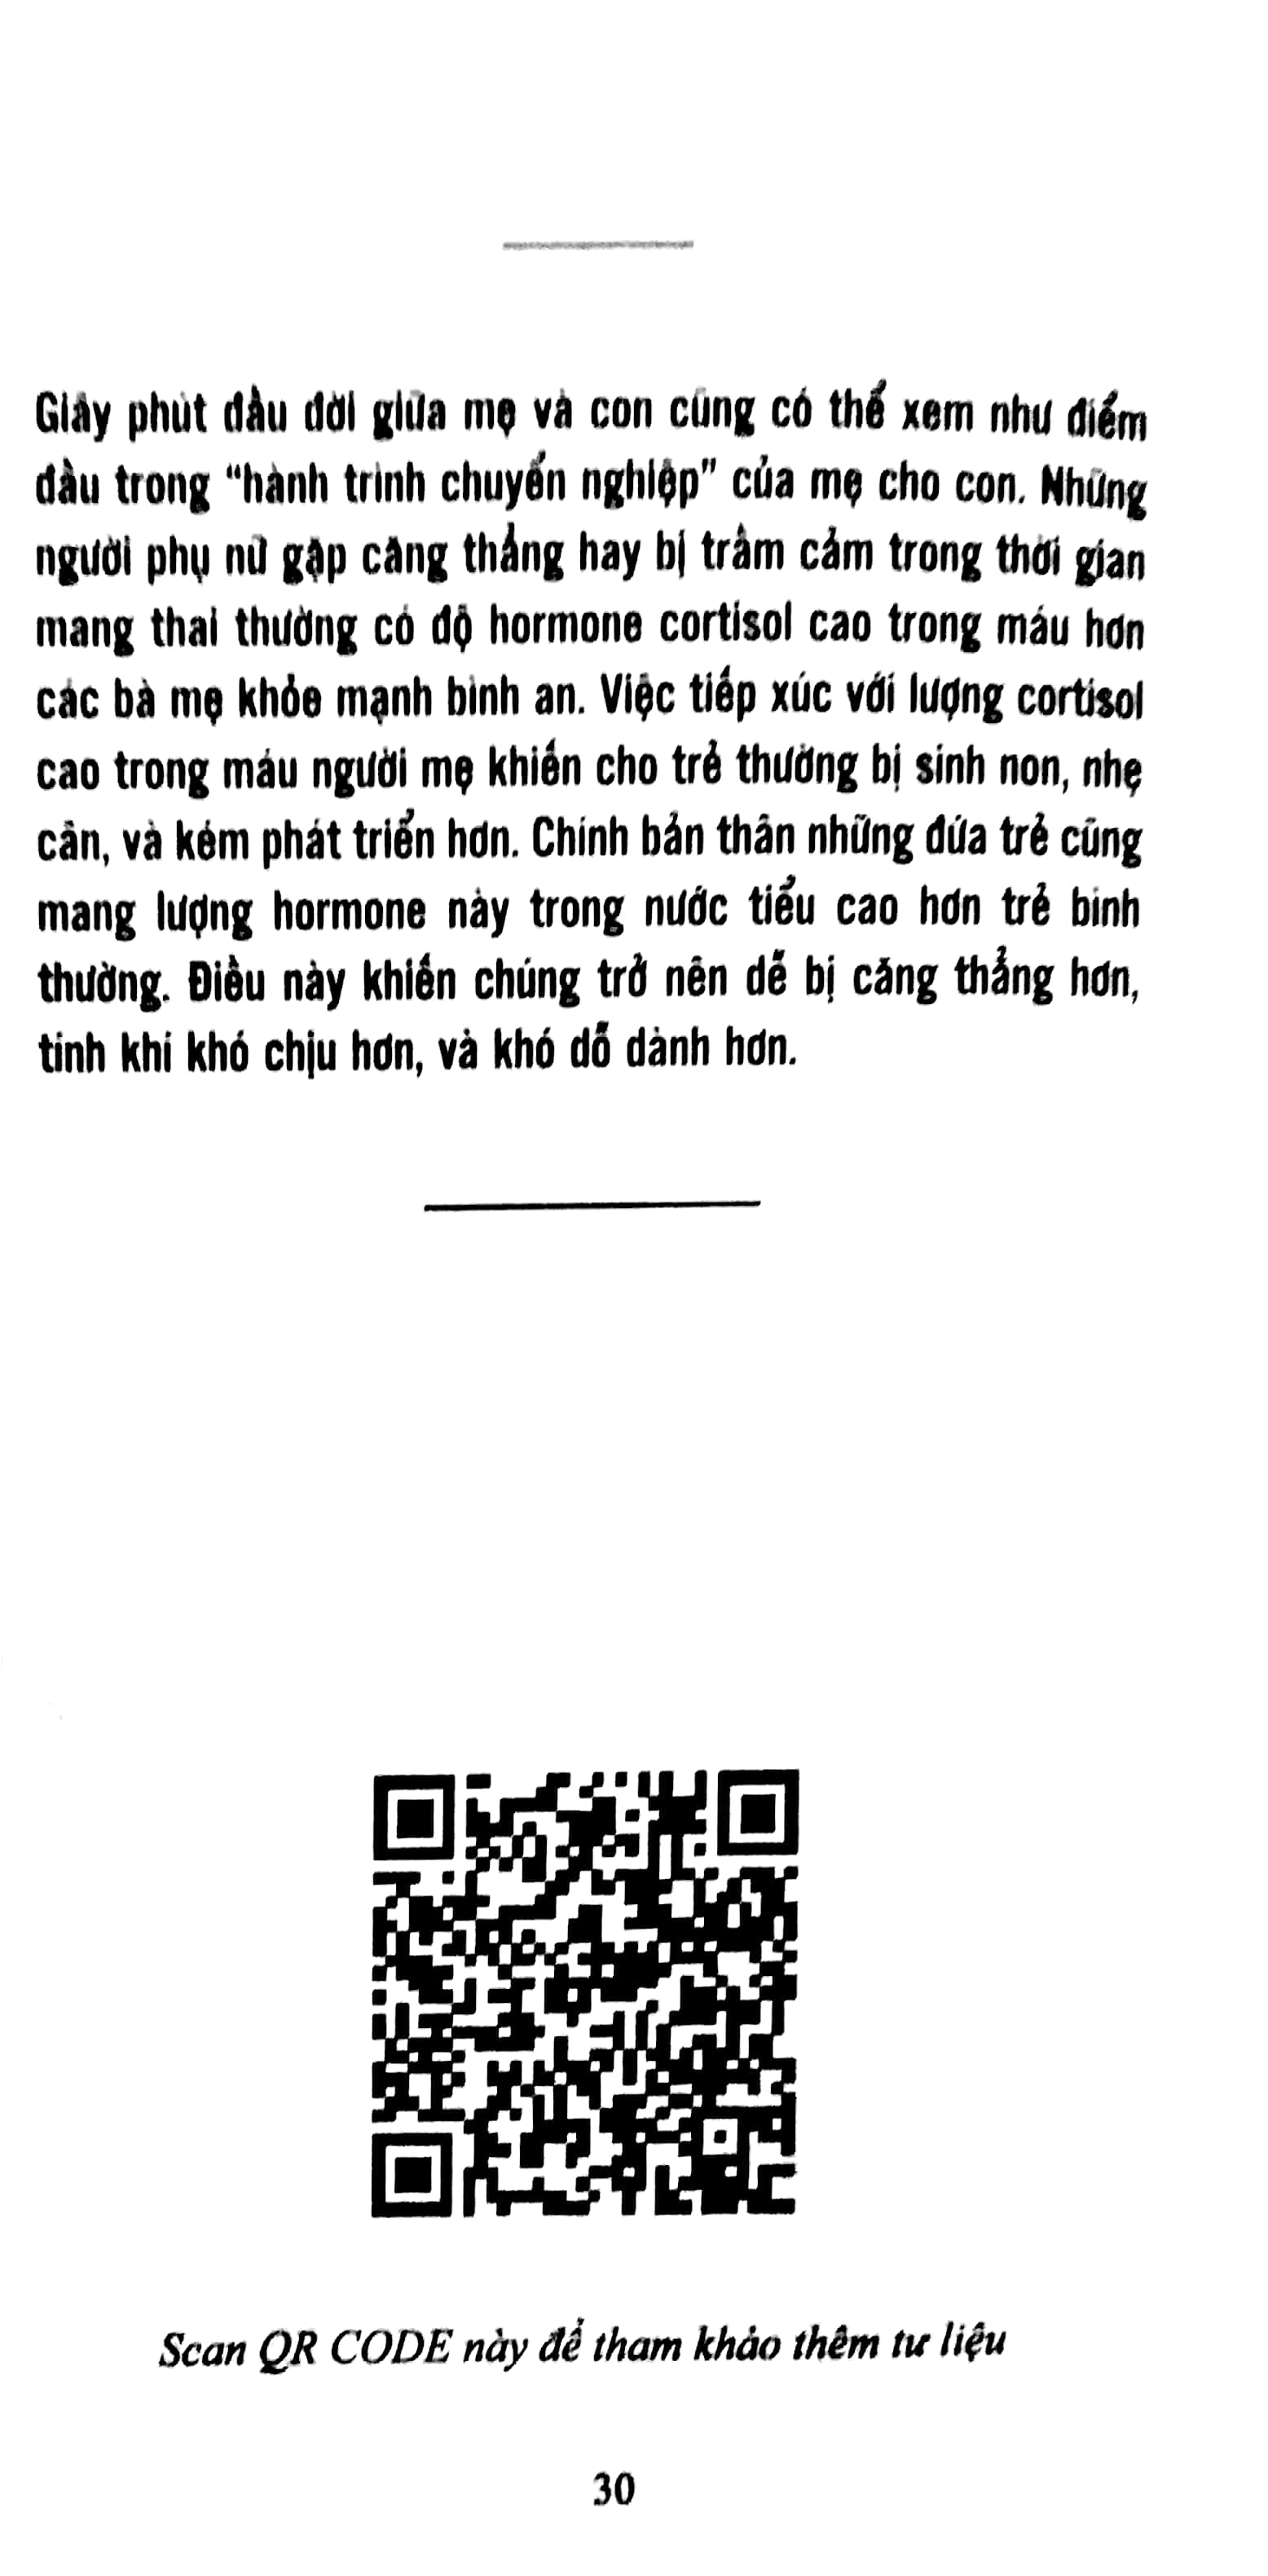 Giây phút đầu đời giữa mẹ và con cũng có thể xem như điểm
đầu trong “hành trình chuyển nghiệp” của mẹ cho con. Những
người phụ nữ gặp căng thẳng hay bị trầm cảm trong thời gian
mang thai thường có độ hormone cortisol cao trong máu hơn
các bà mẹ khỏe mạnh bình an. Việc tiếp xúc với lượng cortisol
cao trong máu người mẹ khiến cho trẻ thường bị sinh non, nhẹ
cân, và kém phát triển hơn. Chính bản thân những đứa trẻ cũng
mang lượng hormone này trong nước tiểu cao hơn trẻ bình
thường. Điều này khiến chúng trở nên dễ bị căng thẳng hơn,
tính khí khó chịu hơn, và khó dỗ dành hơn.
Scan QR CODE này để tham khảo thêm tư liệu
30